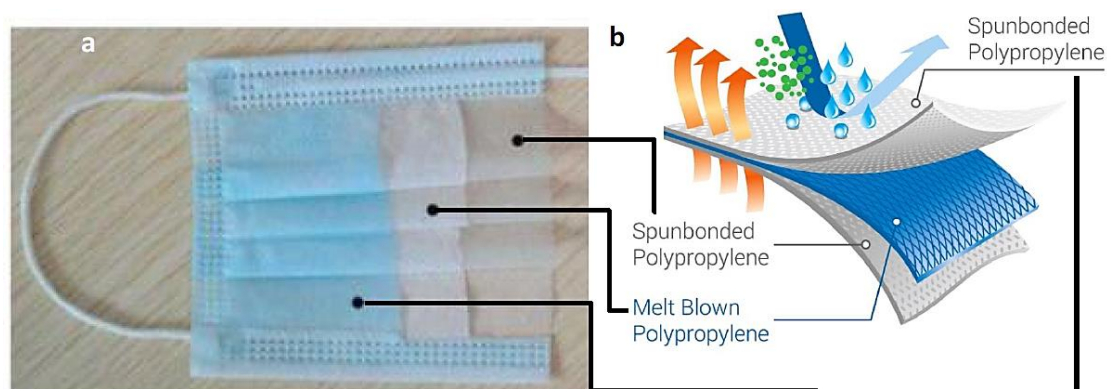 a
b
Spunbonded
Polypropylene
Spunbonded
Polypropylene
Melt Blown
Polypropylene